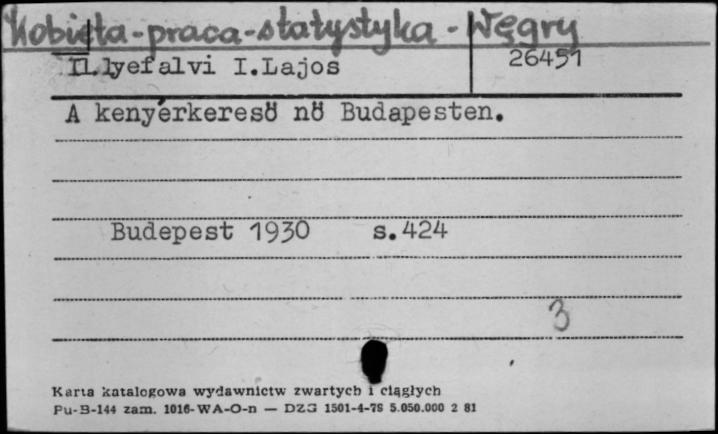 Kobieta-praca-statystyka - Węgry
Illyefalvi I.Lajos
26451
A kenyérkereső nő Budapesten.
Budepest 1930 s.424
3
Karta katalogowa wydawnictw zwartych i ciągłych
Pu-B-144 zam. 1016-WA-O-n — DZG 1501-4-78 5.050.000 2 81